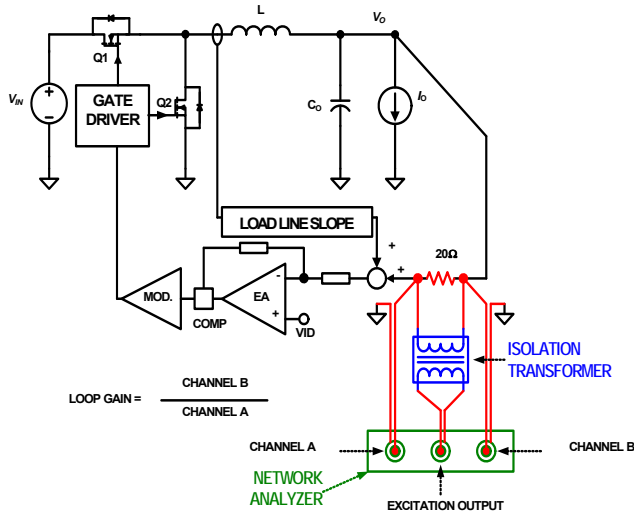 L
VO
Q1
Q2
VIN
+
-
GATE
DRIVER
CO
IO
LOAD LINE SLOPE
+
+
20Ω
MOD.
COMP
EA
-
+
VID
ISOLATION
TRANSFORMER
LOOP GAIN =
CHANNEL B
CHANNEL A
CHANNEL A
CHANNEL B
NETWORK
ANALYZER
EXCITATION OUTPUT